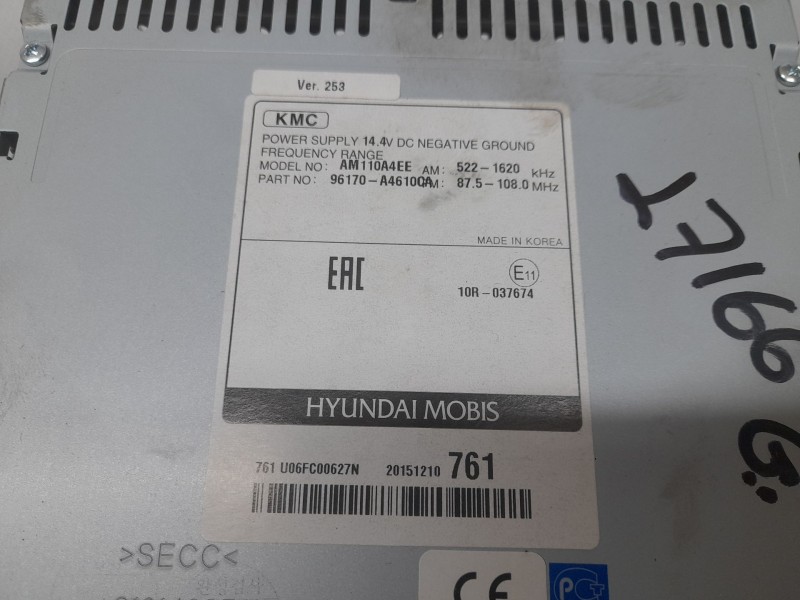 Ver. 253
KMC
POWER SUPPLY 14.4V DC NEGATIVE GROUND
FREQUENCY RANGE
MODEL NO: AM110A4EE AM: 522-1620 kHz
PART NO: 96170-A4610CA FM: 87.5-108.0 MHz
MADE IN KOREA
EAC
E11
10R-037674
HYUNDAI MOBIS
761 U06FC00627N 20151210 761
>SECC<
CE